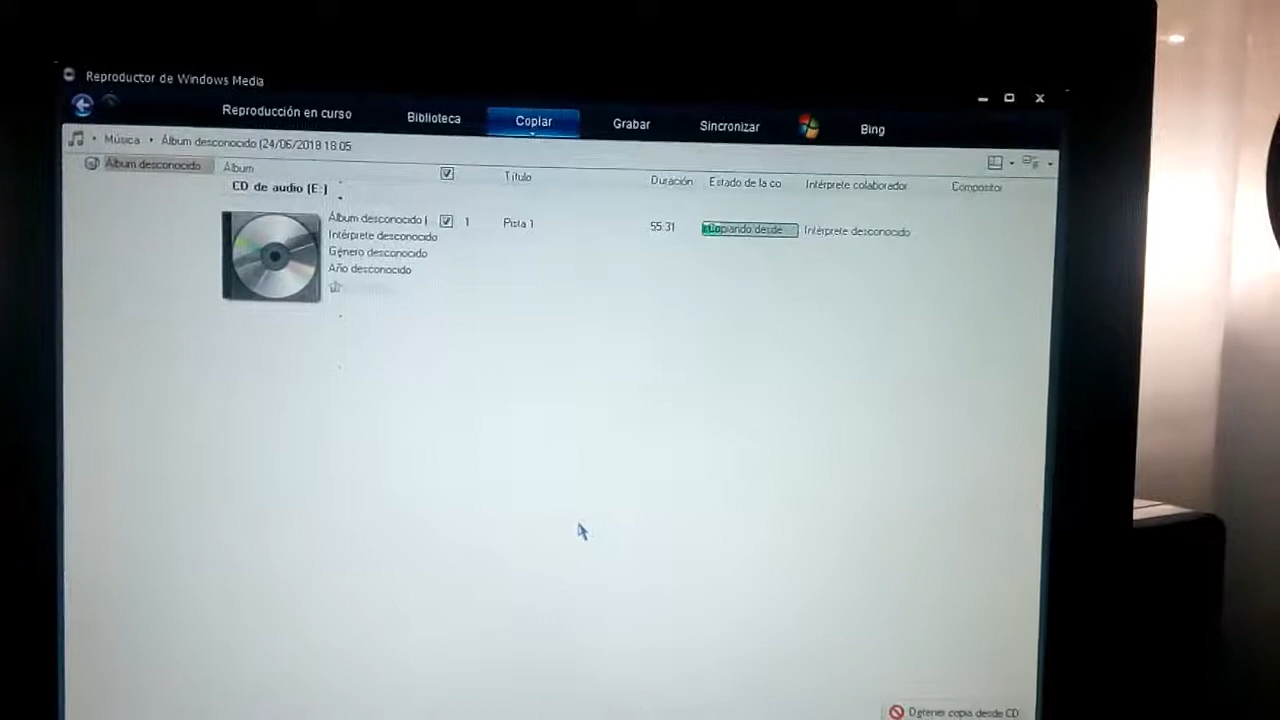 Reproductor de Windows Media
Reproducción en curso Biblioteca Copiar Grabar Sincronizar Bing
Música • Álbum desconocido (24/06/2018 18:05
Álbum desconocido
Álbum Título Duración Estado de la co Intérprete colaborador Compositor
CD de audio (E:)
Álbum desconocido ( 1 Pista 1 55:31 Copiando desde Intérprete desconocido
Intérprete desconocido
Género desconocido
Año desconocido
Detener copia desde CD